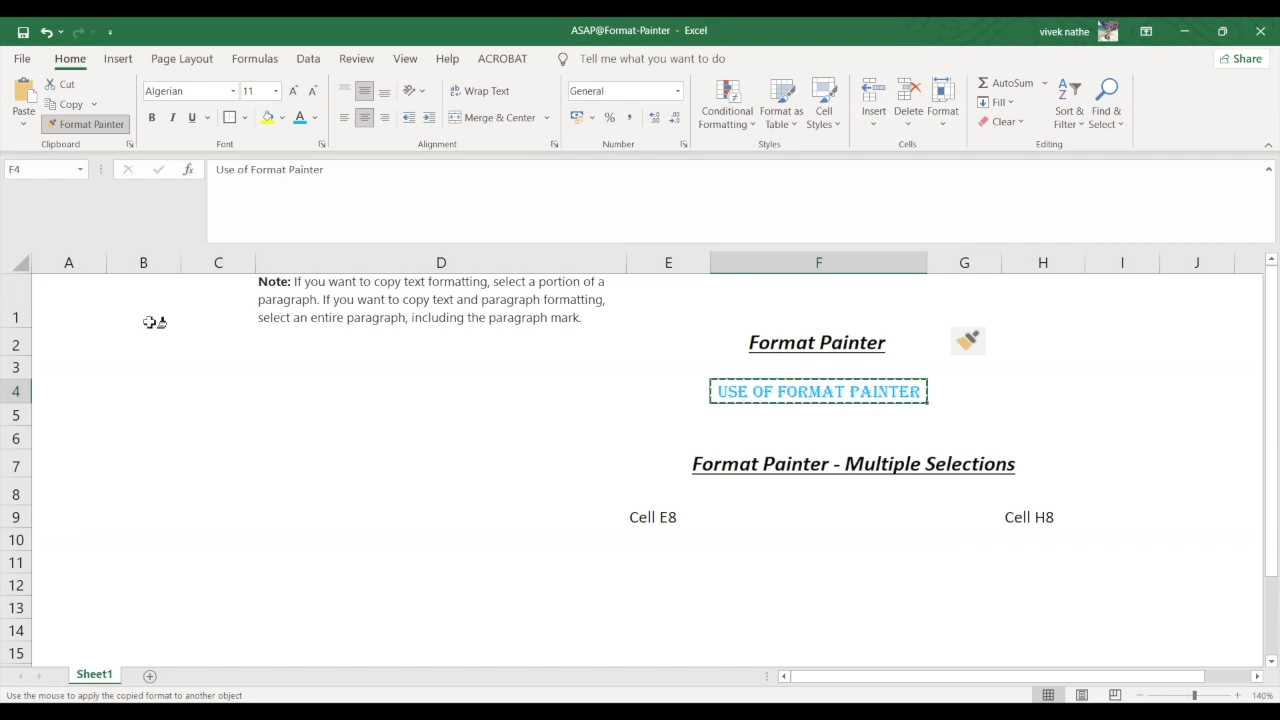 ASAP@Format-Painter - Excel
vivek nathe
File Home Insert Page Layout Formulas Data Review View Help ACROBAT Tell me what you want to do Share
Paste
Cut
Copy
Format Painter
Clipboard
Algerian 11
B I U A
Font
Wrap Text
Merge & Center
Alignment
General
% ,
Number
Conditional Formatting
Format as Table
Cell Styles
Styles
Insert Delete Format
Cells
AutoSum
Fill
Clear
Sort & Filter
Find & Select
Editing
F4 fx Use of Format Painter
A B C D E F G H I J
1
2
3
4
5
6
7
8
9
10
11
12
13
14
15
Note: If you want to copy text formatting, select a portion of a
paragraph. If you want to copy text and paragraph formatting,
select an entire paragraph, including the paragraph mark.
Format Painter
USE OF FORMAT PAINTER
Format Painter - Multiple Selections
Cell E8 Cell H8
Sheet1
Use the mouse to apply the copied format to another object
140%